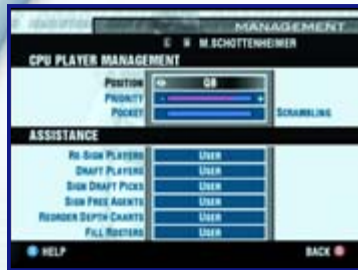 MANAGEMENT
M.SCHOTTENHEIMER
CPU PLAYER MANAGEMENT
POSITION QB
PRIORITY - +
POCKET SCRAMBLING
ASSISTANCE
RE-SIGN PLAYERS USER
DRAFT PLAYERS USER
SIGN DRAFT PICKS USER
SIGN FREE AGENTS USER
REORDER DEPTH CHARTS USER
FILL ROSTERS USER
HELP BACK